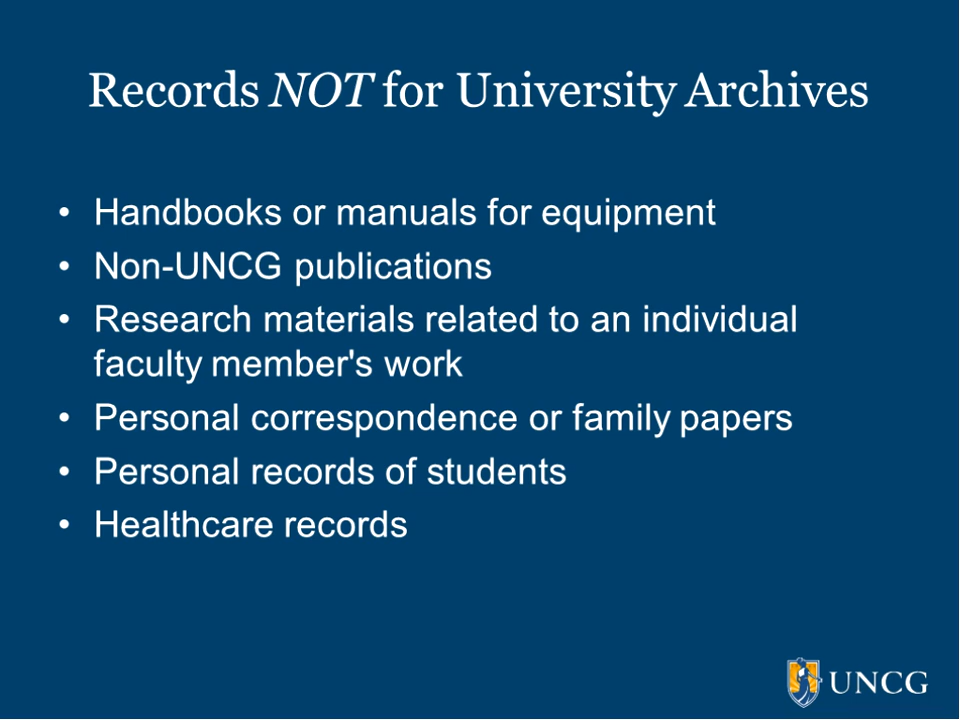 Records NOT for University Archives
• Handbooks or manuals for equipment
• Non-UNCG publications
• Research materials related to an individual
faculty member's work
• Personal correspondence or family papers
• Personal records of students
• Healthcare records
UNCG